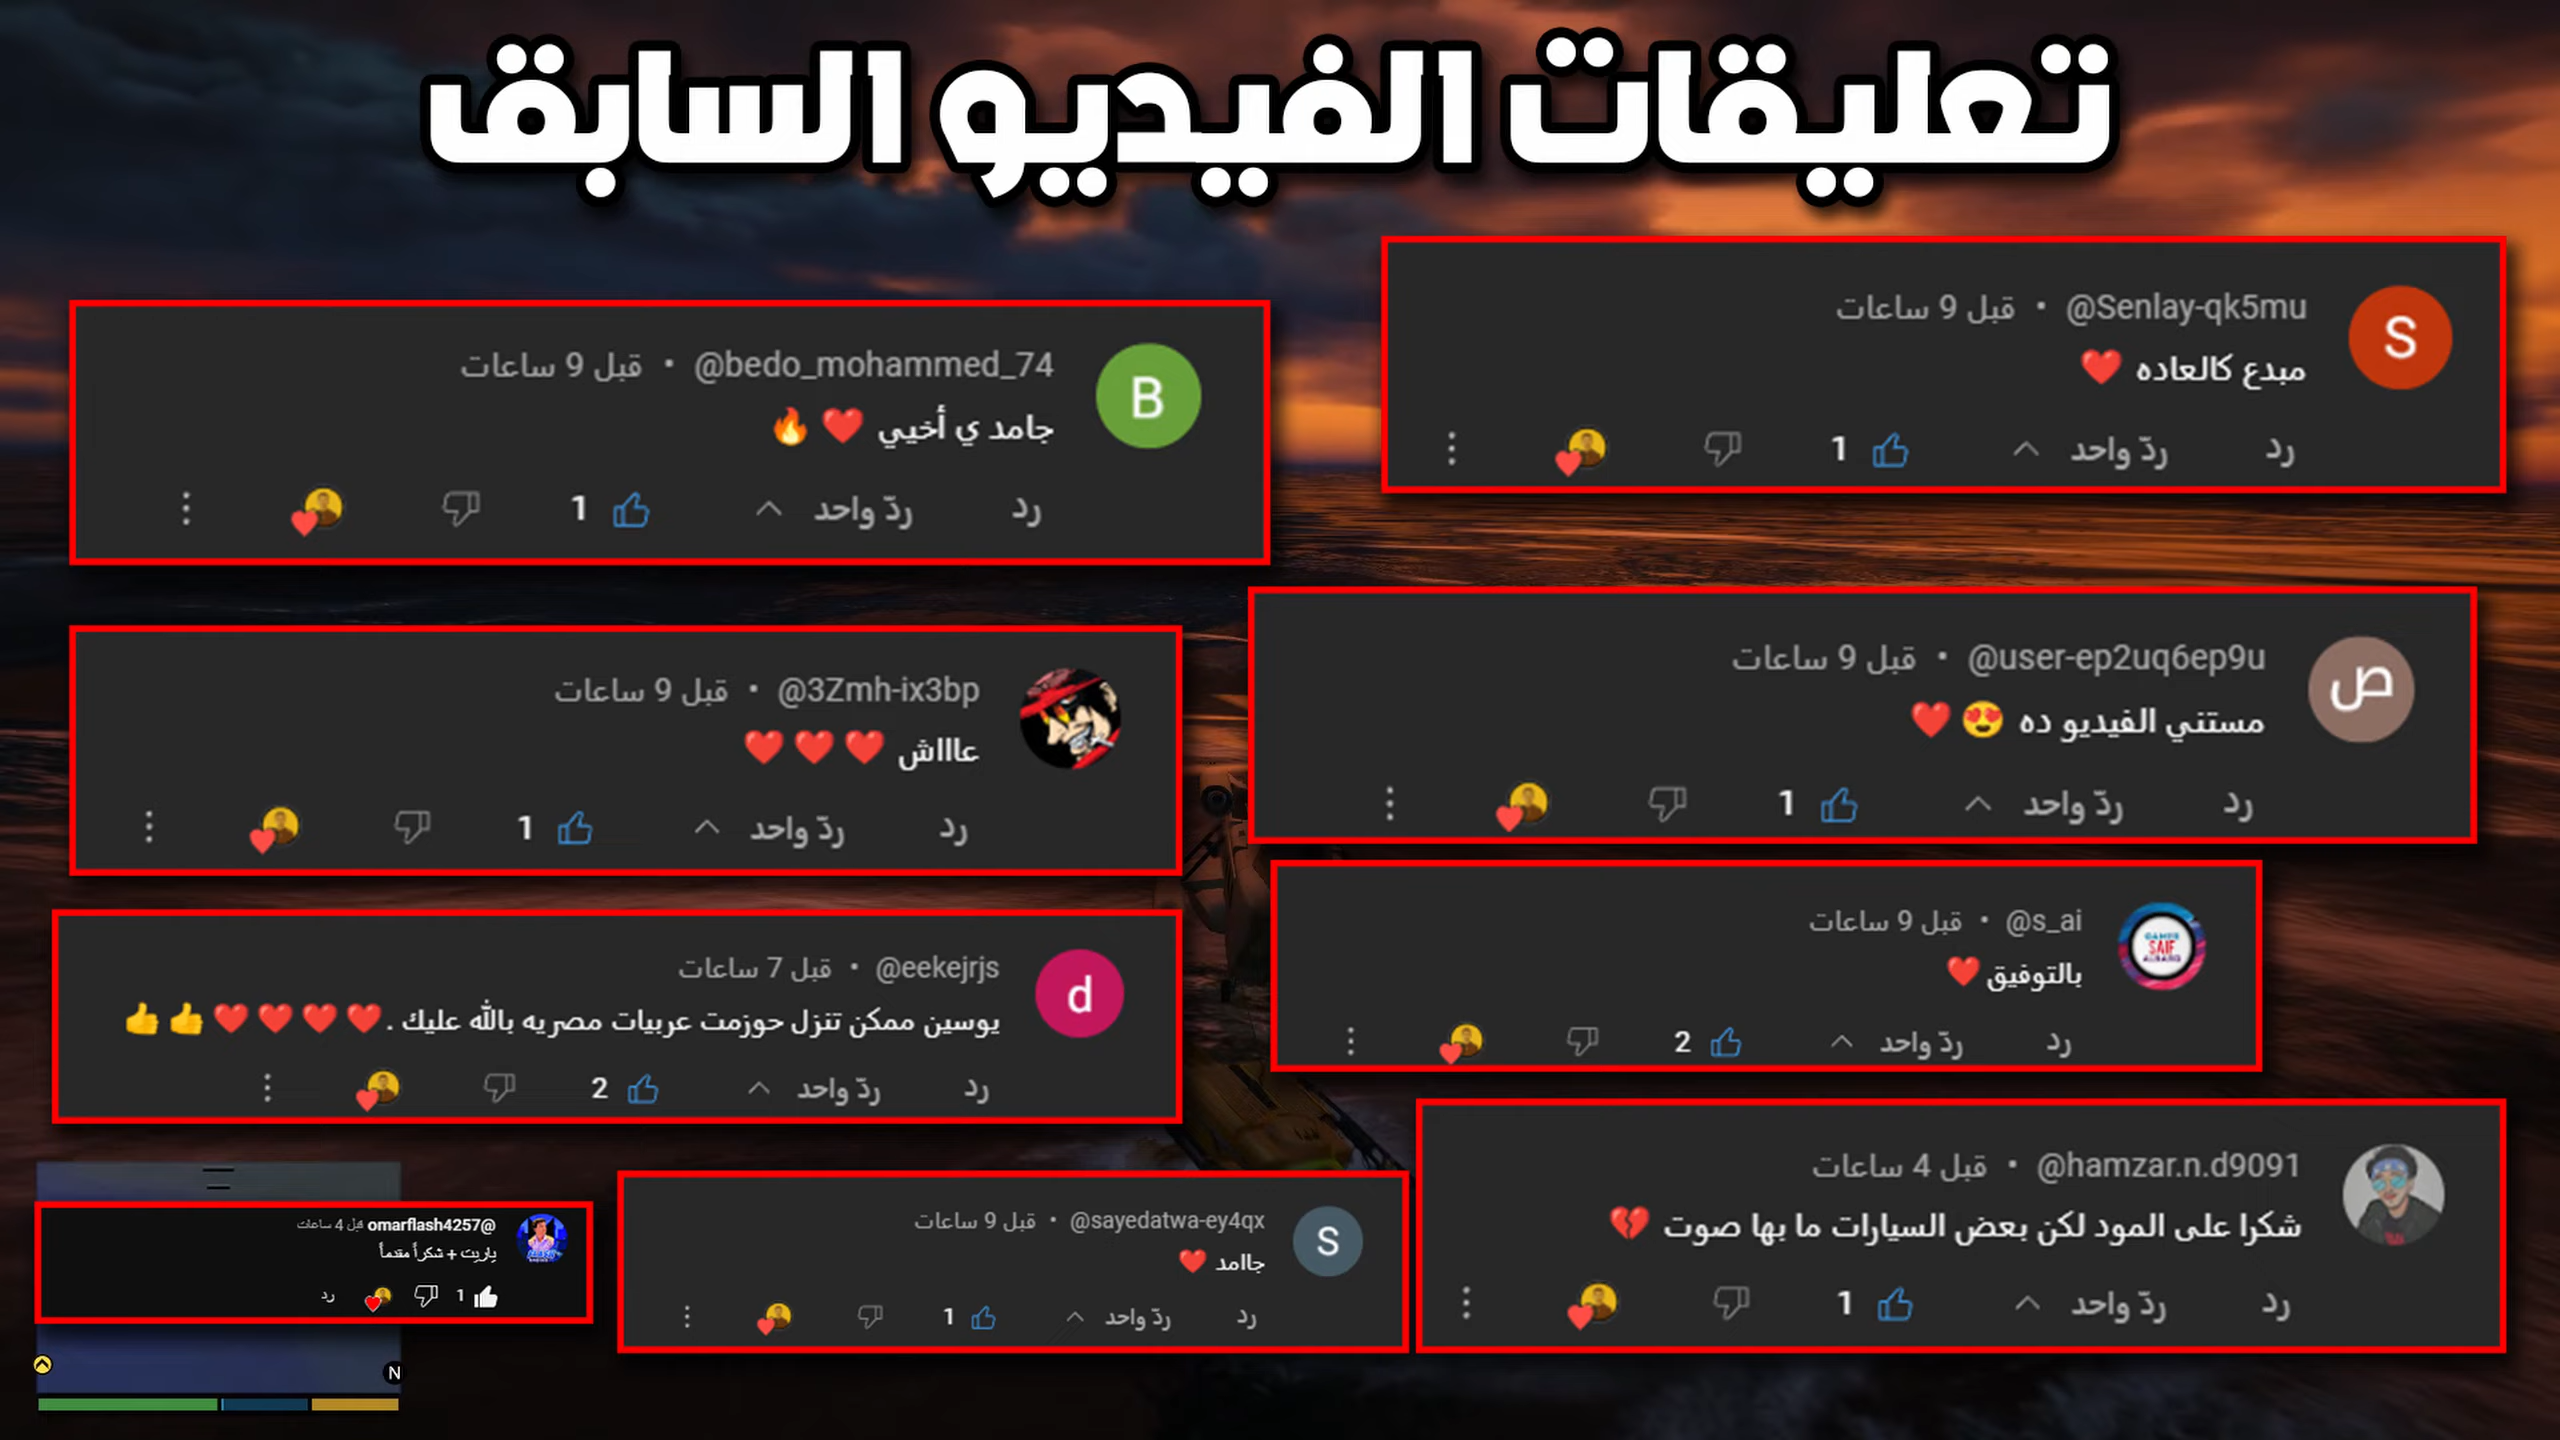 تعليقات الفيديو السابق
@Senlay-qk5mu • قبل 9 ساعات
S
مبدع كالعاده ❤️
رد ردّ واحد 1
@bedo_mohammed_74 • قبل 9 ساعات
B
جامد ي أخيي ❤️ 🔥
رد ردّ واحد 1
@user-ep2uq6ep9u • قبل 9 ساعات
ص
مستني الفيديو ده 😍 ❤️
رد ردّ واحد 1
@3Zmh-ix3bp • قبل 9 ساعات
عاااش ❤️ ❤️ ❤️
رد ردّ واحد 1
@s_ai • قبل 9 ساعات
SAIF
بالتوفيق ❤️
رد ردّ واحد 2
@eekejrjs • قبل 7 ساعات
d
يوسين ممكن تنزل حوزمت عربيات مصريه بالله عليك . ❤️ ❤️ ❤️ ❤️ 👍 👍
رد ردّ واحد 2
@hamzar.n.d9091 • قبل 4 ساعات
شكرا على المود لكن بعض السيارات ما بها صوت 💔
رد ردّ واحد 1
@sayedatwa-ey4qx • قبل 9 ساعات
S
جاامد ❤️
رد ردّ واحد 1
@omarflash4257 قبل 4 ساعات
ياريت + شكراً مقدماً
1 رد
N